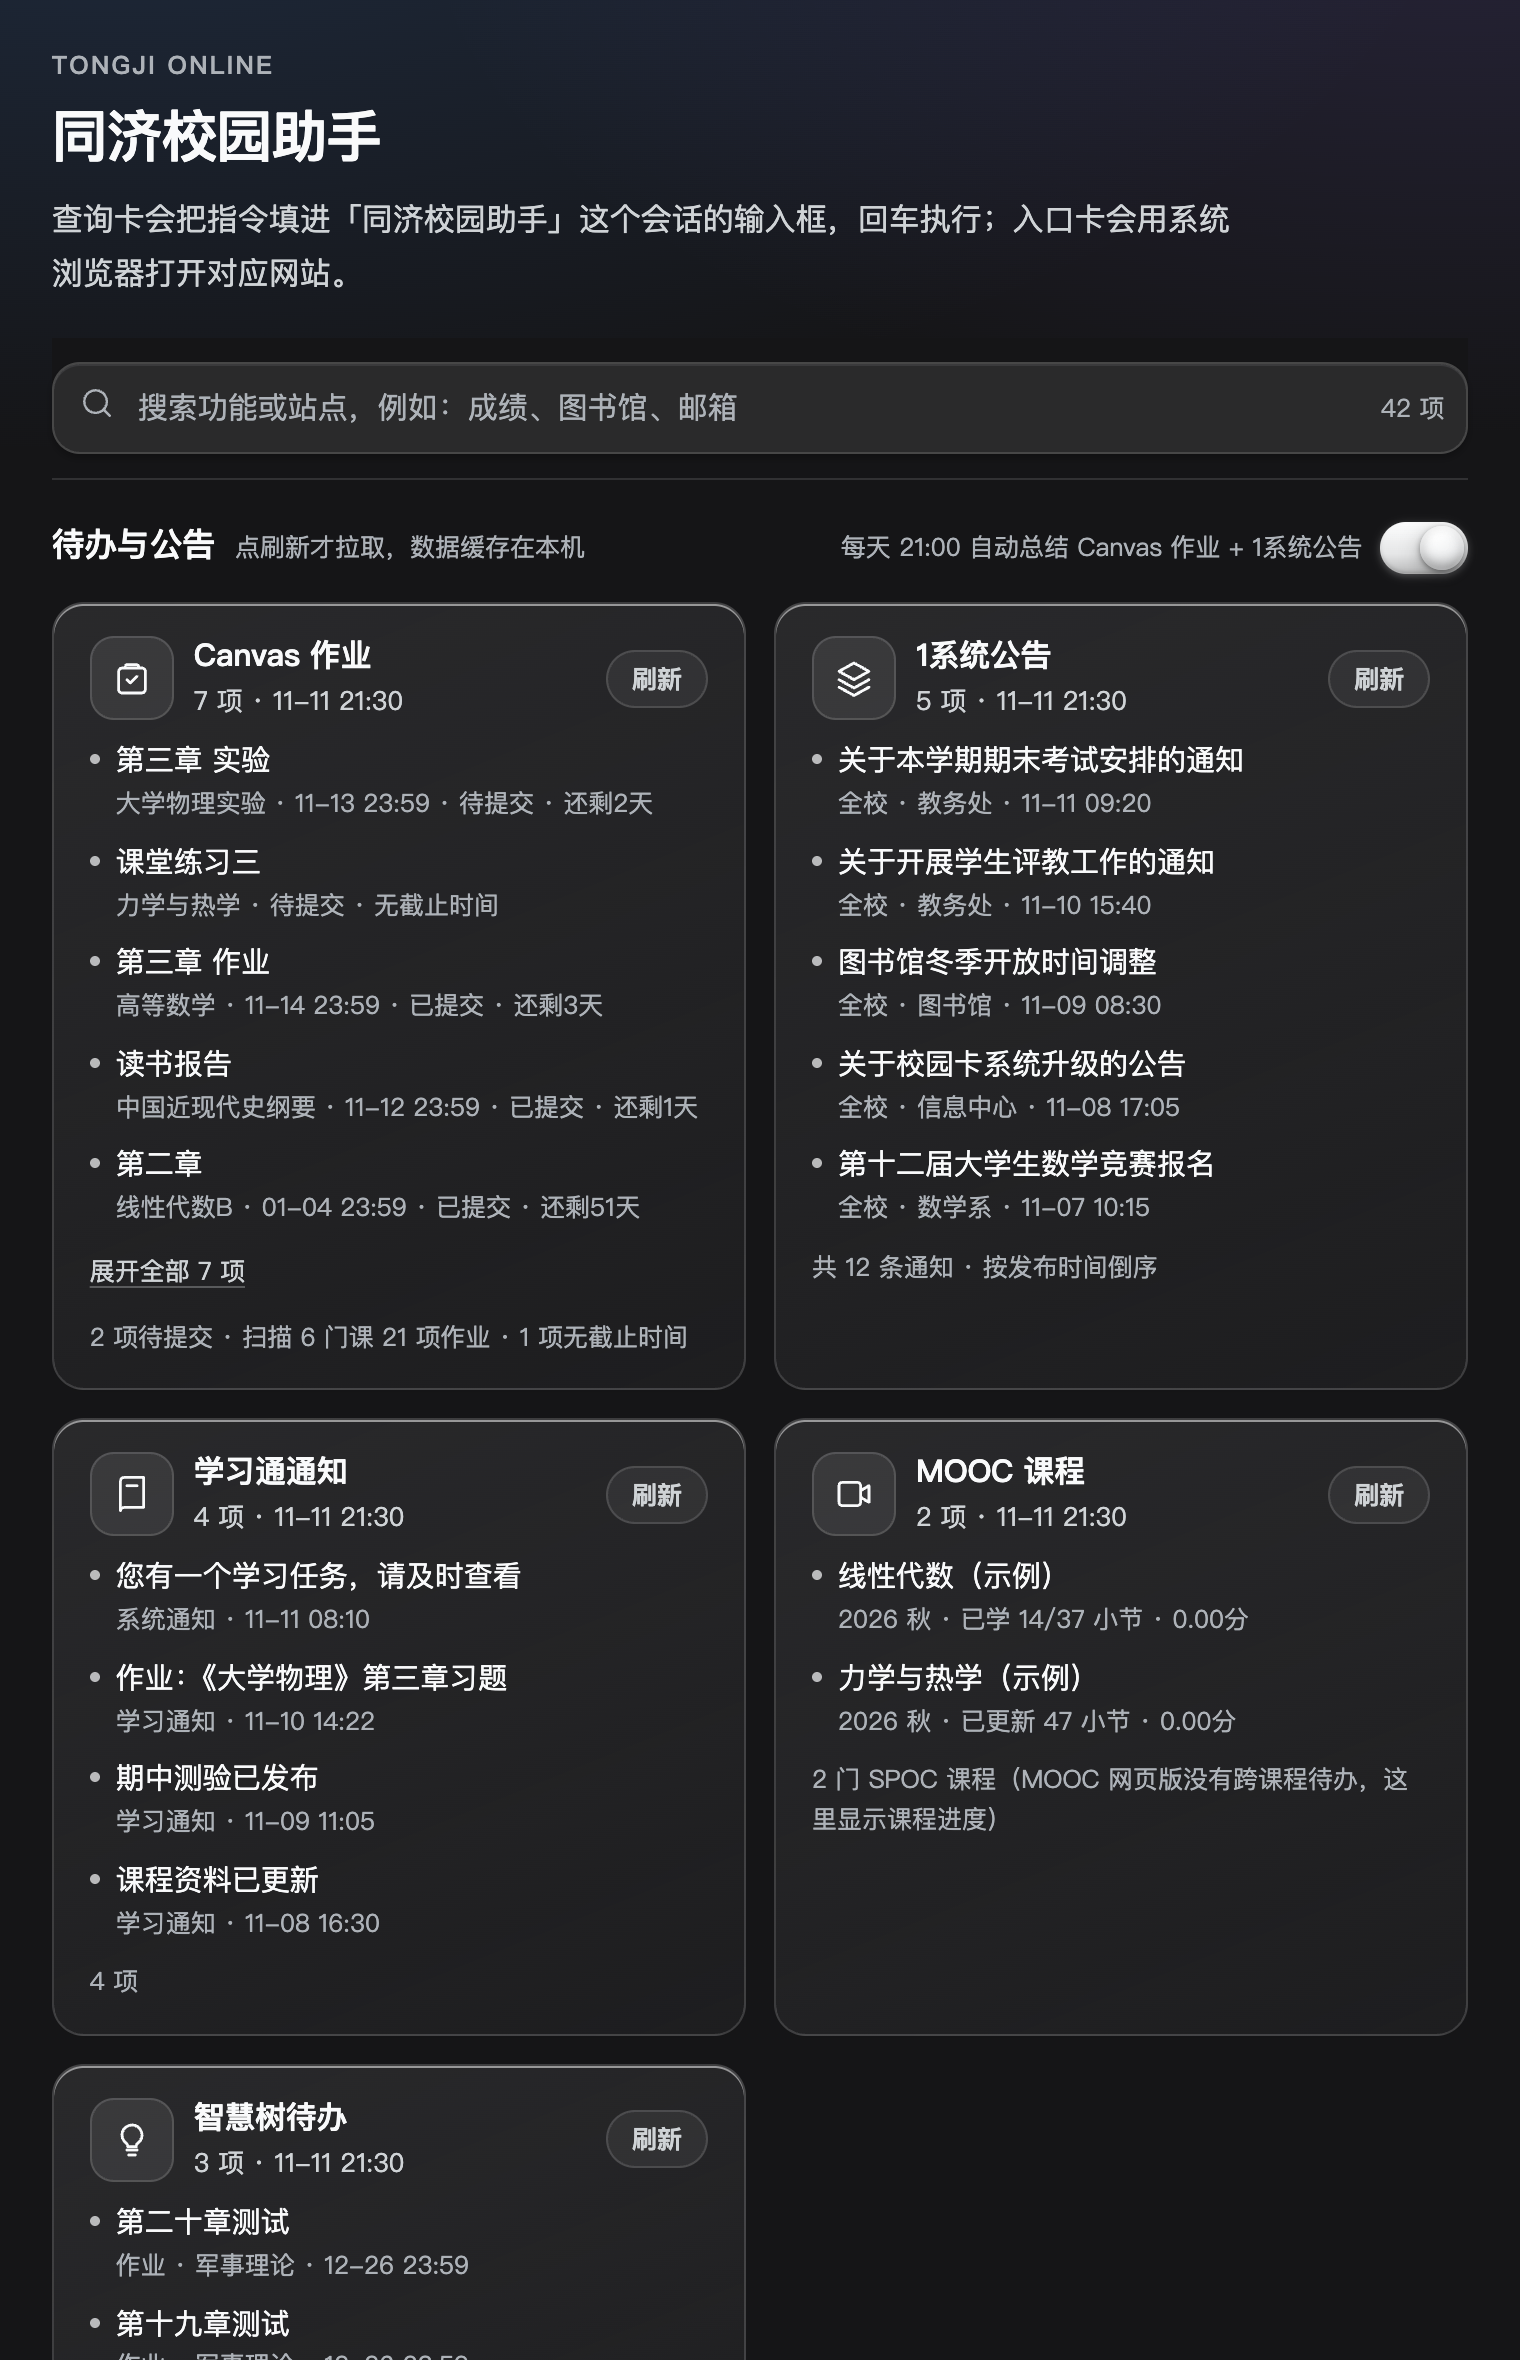 TONGJI ONLINE
同济校园助手
查询卡会把指令填进「同济校园助手」这个会话的输入框，回车执行；入口卡会用系统
浏览器打开对应网站。
搜索功能或站点，例如：成绩、图书馆、邮箱
42 项
待办与公告 点刷新才拉取，数据缓存在本机
每天 21:00 自动总结 Canvas 作业 + 1系统公告
Canvas 作业
7 项 · 11-11 21:30
刷新
第三章 实验
大学物理实验 · 11-13 23:59 · 待提交 · 还剩2天
课堂练习三
力学与热学 · 待提交 · 无截止时间
第三章 作业
高等数学 · 11-14 23:59 · 已提交 · 还剩3天
读书报告
中国近现代史纲要 · 11-12 23:59 · 已提交 · 还剩1天
第二章
线性代数B · 01-04 23:59 · 已提交 · 还剩51天
展开全部 7 项
2 项待提交 · 扫描 6 门课 21 项作业 · 1 项无截止时间
1系统公告
5 项 · 11-11 21:30
刷新
关于本学期期末考试安排的通知
全校 · 教务处 · 11-11 09:20
关于开展学生评教工作的通知
全校 · 教务处 · 11-10 15:40
图书馆冬季开放时间调整
全校 · 图书馆 · 11-09 08:30
关于校园卡系统升级的公告
全校 · 信息中心 · 11-08 17:05
第十二届大学生数学竞赛报名
全校 · 数学系 · 11-07 10:15
共 12 条通知 · 按发布时间倒序
学习通通知
4 项 · 11-11 21:30
刷新
您有一个学习任务，请及时查看
系统通知 · 11-11 08:10
作业：《大学物理》第三章习题
学习通知 · 11-10 14:22
期中测验已发布
学习通知 · 11-09 11:05
课程资料已更新
学习通知 · 11-08 16:30
4 项
MOOC 课程
2 项 · 11-11 21:30
刷新
线性代数（示例）
2026 秋 · 已学 14/37 小节 · 0.00分
力学与热学（示例）
2026 秋 · 已更新 47 小节 · 0.00分
2 门 SPOC 课程（MOOC 网页版没有跨课程待办，这
里显示课程进度）
智慧树待办
3 项 · 11-11 21:30
刷新
第二十章测试
作业 · 军事理论 · 12-26 23:59
第十九章测试